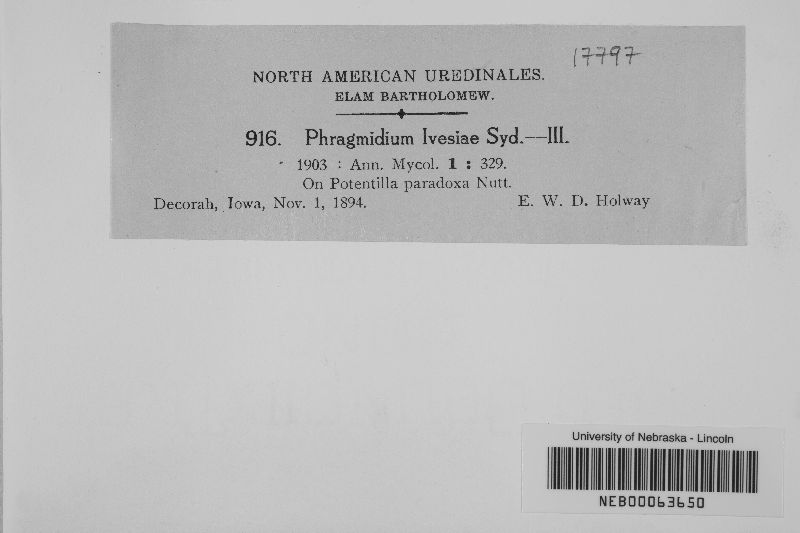 17797
NORTH AMERICAN UREDINALES.
ELAM BARTHOLOMEW.
916. Phragmidium Ivesiae Syd.—III.
1903 : Ann. Mycol. 1 : 329.
On Potentilla paradoxa Nutt.
Decorah, Iowa, Nov. 1, 1894. E. W. D. Holway
University of Nebraska - Lincoln
NEB00063650